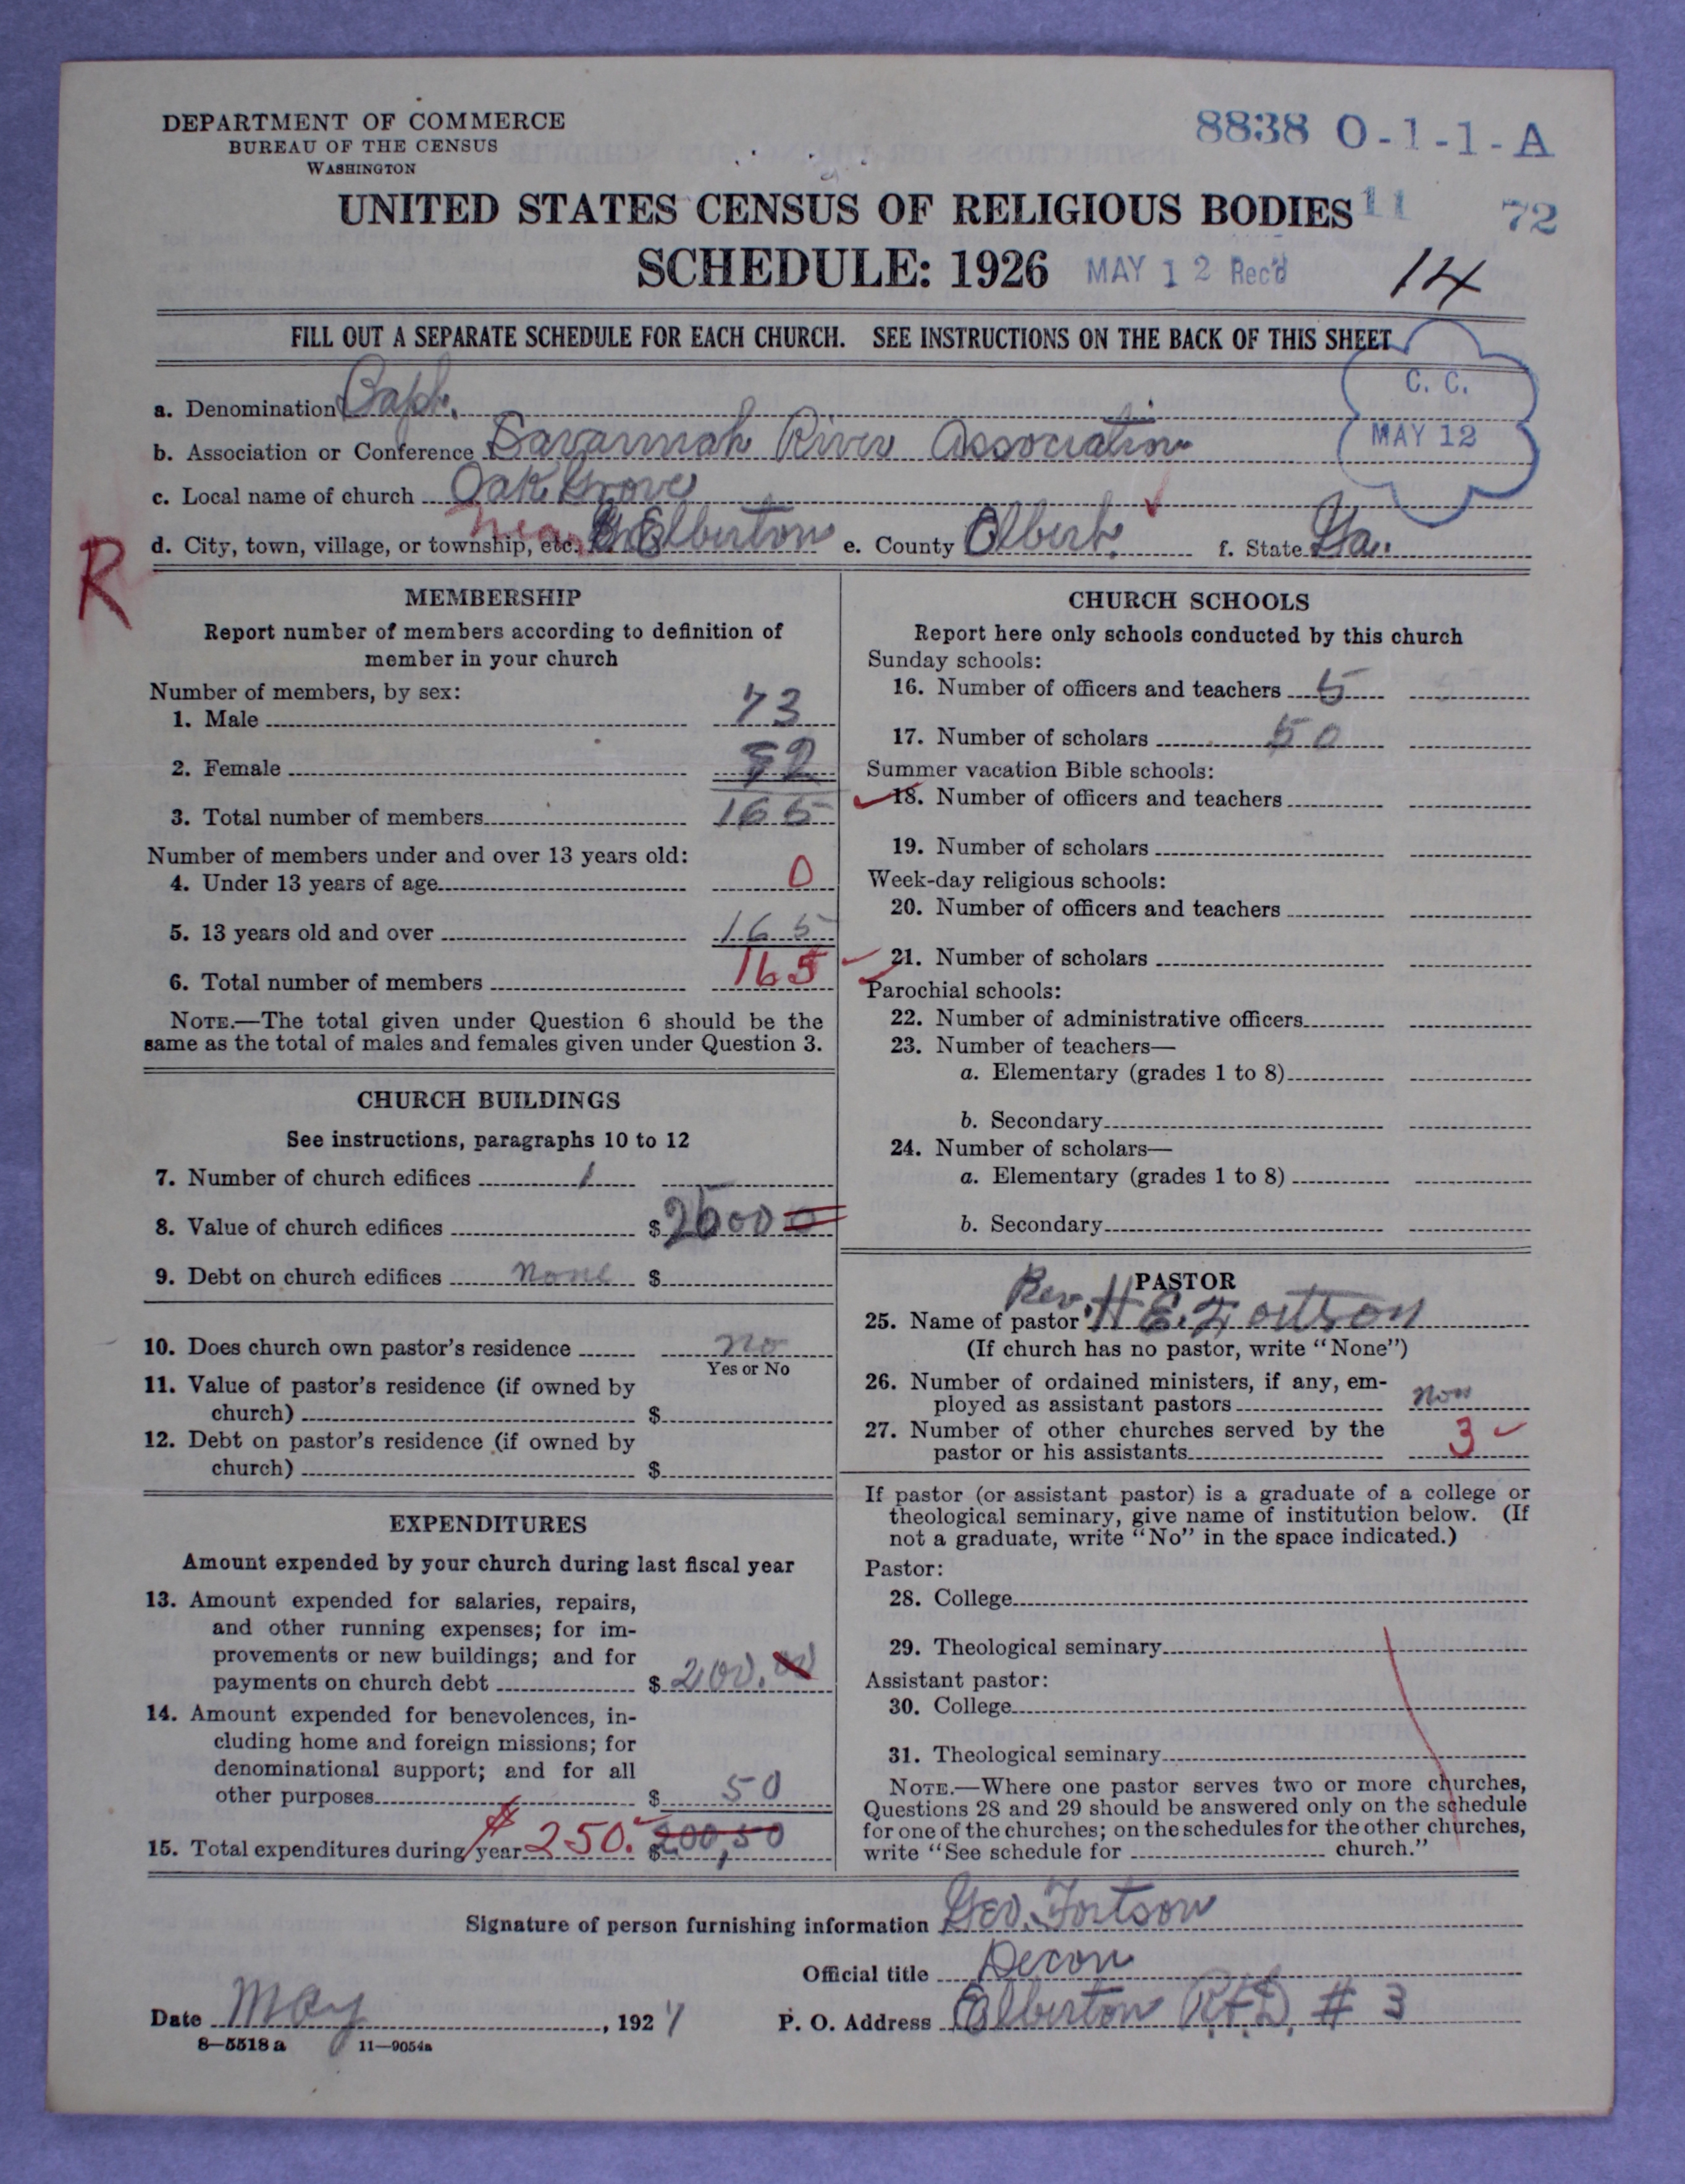 DEPARTMENT OF COMMERCE
BUREAU OF THE CENSUS
WASHINGTON
8838 O-1-1-A
UNITED STATES CENSUS OF RELIGIOUS BODIES 11 72
SCHEDULE: 1926 MAY 12 Rec'd 14
FILL OUT A SEPARATE SCHEDULE FOR EACH CHURCH. SEE INSTRUCTIONS ON THE BACK OF THIS SHEET
C. C.
MAY 12
a. Denomination Bapt.
b. Association or Conference Savannah River Association
c. Local name of church Oak Grove
R
d. City, town, village, or township, etc. near Elberton e. County Elbert f. State Ga.
MEMBERSHIP
Report number of members according to definition of
member in your church
Number of members, by sex:
1. Male 73
2. Female 92
3. Total number of members 165
Number of members under and over 13 years old:
4. Under 13 years of age 0
5. 13 years old and over 165
6. Total number of members 165
NOTE.—The total given under Question 6 should be the
same as the total of males and females given under Question 3.
CHURCH BUILDINGS
See instructions, paragraphs 10 to 12
7. Number of church edifices 1
8. Value of church edifices $ 25000
9. Debt on church edifices none $
10. Does church own pastor's residence no
Yes or No
11. Value of pastor's residence (if owned by
church) $
12. Debt on pastor's residence (if owned by
church) $
EXPENDITURES
Amount expended by your church during last fiscal year
13. Amount expended for salaries, repairs,
and other running expenses; for im-
provements or new buildings; and for
payments on church debt $ 200.00
14. Amount expended for benevolences, in-
cluding home and foreign missions; for
denominational support; and for all
other purposes $ 50
15. Total expenditures during year $250. $ 200,50
CHURCH SCHOOLS
Report here only schools conducted by this church
Sunday schools:
16. Number of officers and teachers 5
17. Number of scholars 50
Summer vacation Bible schools:
18. Number of officers and teachers
19. Number of scholars
Week-day religious schools:
20. Number of officers and teachers
21. Number of scholars
Parochial schools:
22. Number of administrative officers
23. Number of teachers—
a. Elementary (grades 1 to 8)
b. Secondary
24. Number of scholars—
a. Elementary (grades 1 to 8)
b. Secondary
PASTOR
25. Name of pastor Rev. H. E. Fortson
(If church has no pastor, write "None")
26. Number of ordained ministers, if any, em-
ployed as assistant pastors non
27. Number of other churches served by the
pastor or his assistants 3
If pastor (or assistant pastor) is a graduate of a college or
theological seminary, give name of institution below. (If
not a graduate, write "No" in the space indicated.)
Pastor:
28. College
29. Theological seminary
Assistant pastor:
30. College
31. Theological seminary
NOTE.—Where one pastor serves two or more churches,
Questions 28 and 29 should be answered only on the schedule
for one of the churches; on the schedules for the other churches,
write "See schedule for church."
Signature of person furnishing information Geo. Fortson
Official title Decon
Date May, 1927 P. O. Address Elberton R.F.D. # 3
8—5518 a 11—9054a